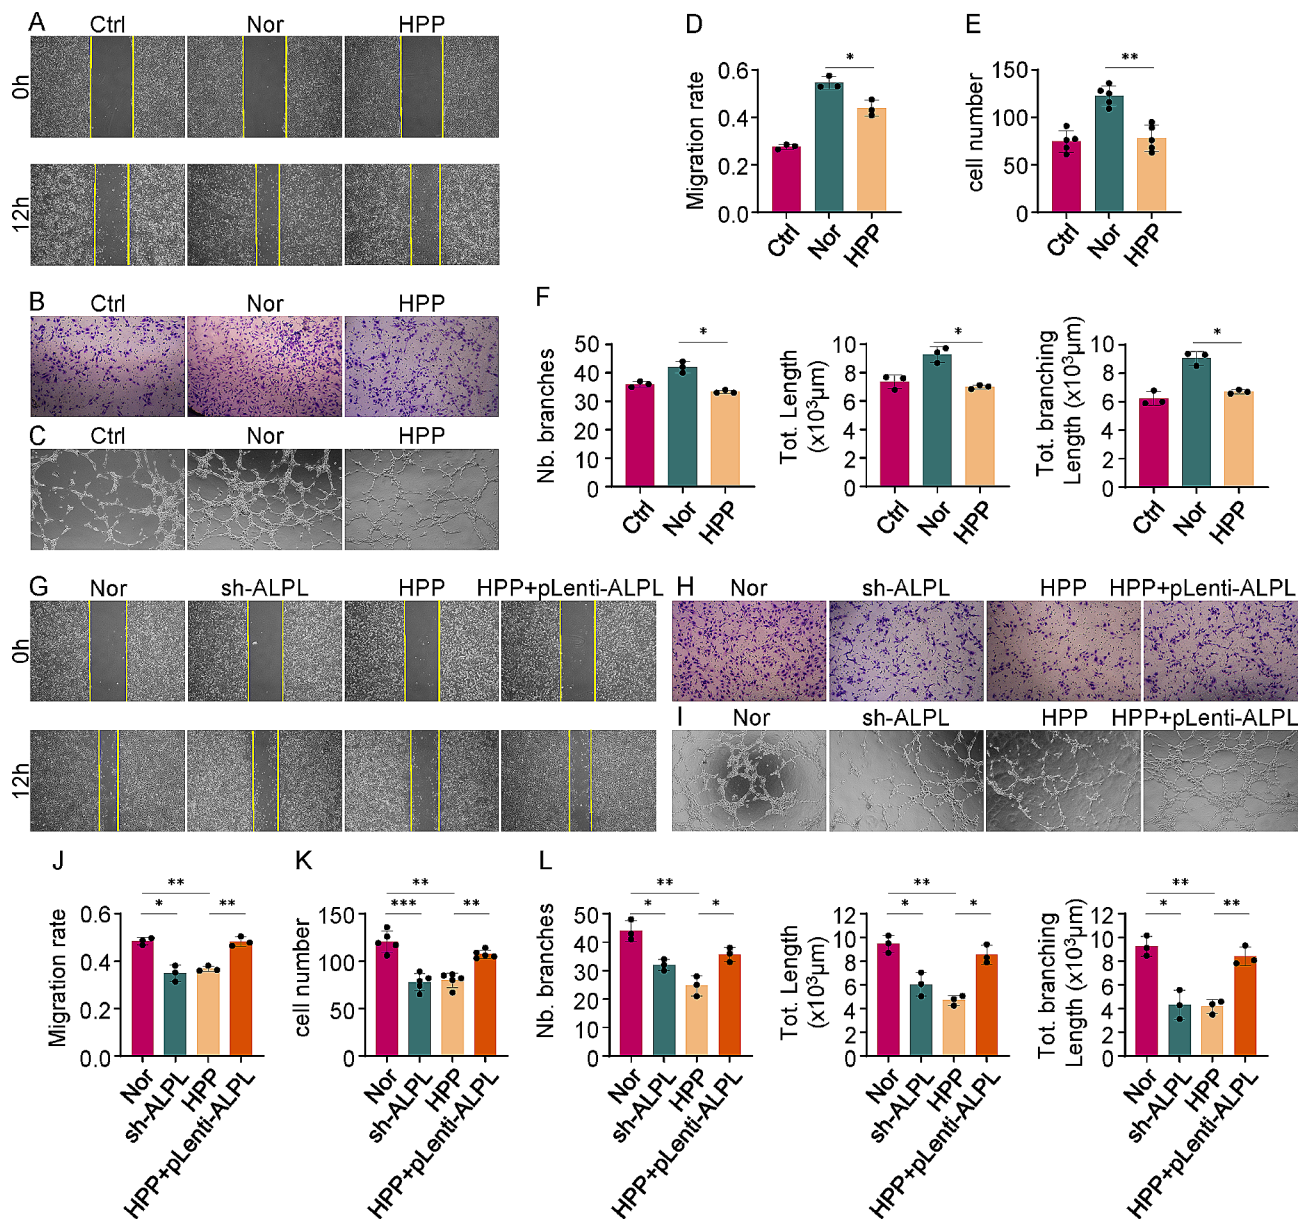 A
Ctrl Nor HPP
0h
12h
B
Ctrl Nor HPP
C
Ctrl Nor HPP
D
*
Migration rate
0.6
0.4
0.2
0.0
Ctrl Nor HPP
E
**
cell number
150
100
50
0
Ctrl Nor HPP
F
*
Nb. branches
50
40
30
20
10
0
Ctrl Nor HPP
*
Tot. Length
(x10³μm)
10
8
6
4
2
0
Ctrl Nor HPP
*
Tot. branching
Length (x10³μm)
10
8
6
4
2
0
Ctrl Nor HPP
G
Nor sh-ALPL HPP HPP+pLenti-ALPL
0h
12h
H
Nor sh-ALPL HPP HPP+pLenti-ALPL
I
Nor sh-ALPL HPP HPP+pLenti-ALPL
J
**
* **
Migration rate
0.6
0.4
0.2
0.0
Nor sh-ALPL HPP HPP+pLenti-ALPL
K
**
*** **
cell number
150
100
50
0
Nor sh-ALPL HPP HPP+pLenti-ALPL
L
**
* *
Nb. branches
50
40
30
20
10
0
Nor sh-ALPL HPP HPP+pLenti-ALPL
**
* *
Tot. Length
(x10³μm)
12
10
8
6
4
2
0
Nor sh-ALPL HPP HPP+pLenti-ALPL
**
* **
Tot. branching
Length (x10³μm)
12
10
8
6
4
2
0
Nor sh-ALPL HPP HPP+pLenti-ALPL